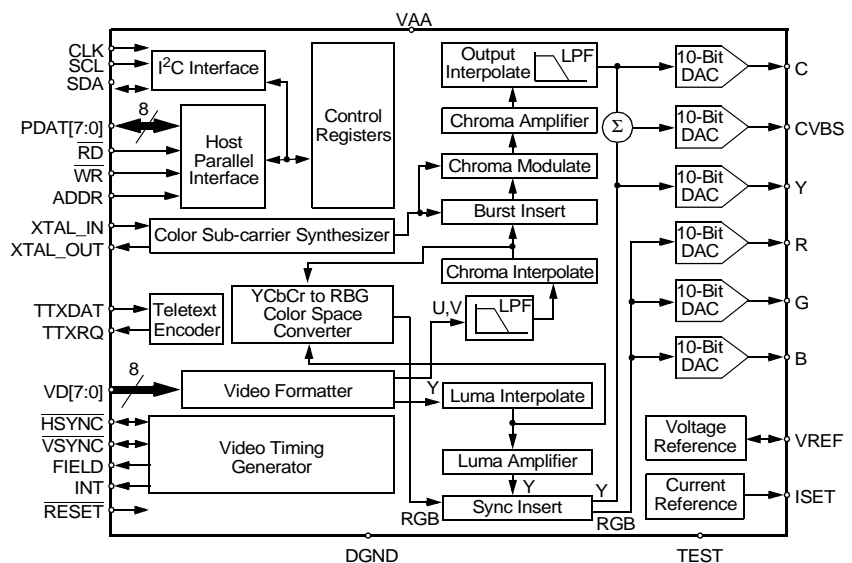 VAA
CLK
SCL
SDA
I2C Interface
8
PDAT[7:0]
RD
WR
ADDR
Host
Parallel
Interface
Control
Registers
Output
Interpolate
LPF
Chroma Amplifier
Chroma Modulate
Burst Insert
Chroma Interpolate
Σ
10-Bit
DAC
C
10-Bit
DAC
CVBS
10-Bit
DAC
Y
10-Bit
DAC
R
10-Bit
DAC
G
10-Bit
DAC
B
XTAL_IN
XTAL_OUT
Color Sub-carrier Synthesizer
TTXDAT
TTXRQ
Teletext
Encoder
YCbCr to RBG
Color Space
Converter
U,V
LPF
8
VD[7:0]
Video Formatter
Y
Luma Interpolate
HSYNC
VSYNC
FIELD
INT
RESET
Video Timing
Generator
Luma Amplifier
Y
Y
RGB
Sync Insert
RGB
Voltage
Reference
VREF
Current
Reference
ISET
DGND
TEST